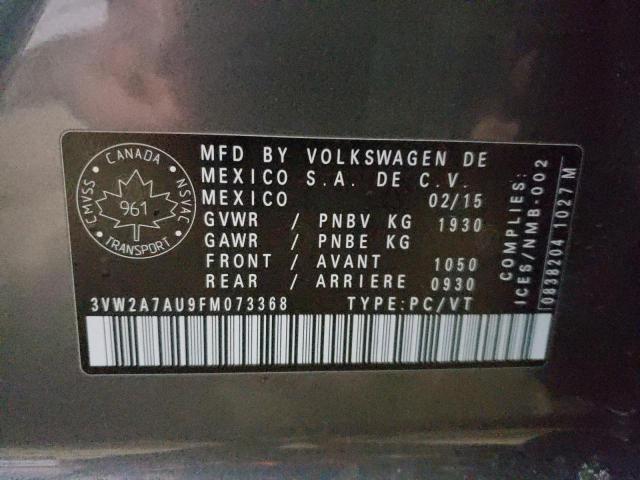 CANADA
CMVSS
NSVAC
961
TRANSPORT
MFD BY VOLKSWAGEN DE
MEXICO S.A. DE C.V.
MEXICO 02/15
GVWR / PNBV KG 1930
GAWR / PNBE KG
FRONT / AVANT 1050
REAR / ARRIERE 0930
3VW2A7AU9FM073368 TYPE:PC/VT
COMPLIES:
ICES/NMB-002
0838204 1027 M